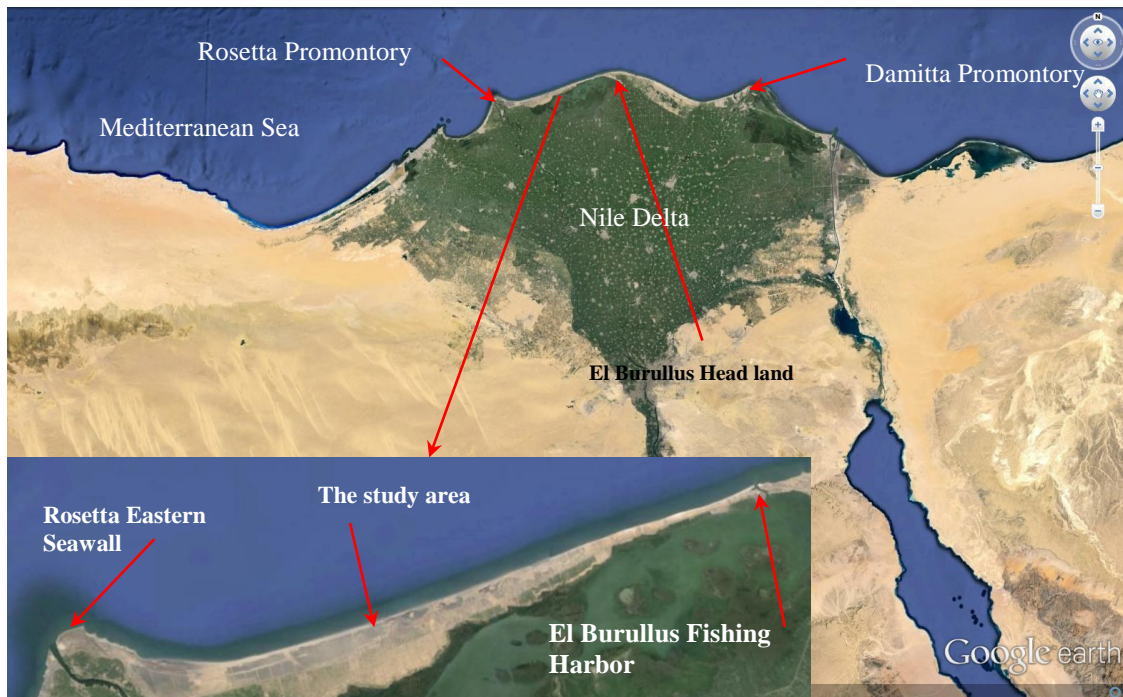 N
Rosetta Promontory
Damitta Promontory
Mediterranean Sea
Nile Delta
El Burullus Head land
The study area
Rosetta Eastern
Seawall
El Burullus Fishing
Harbor
Google earth